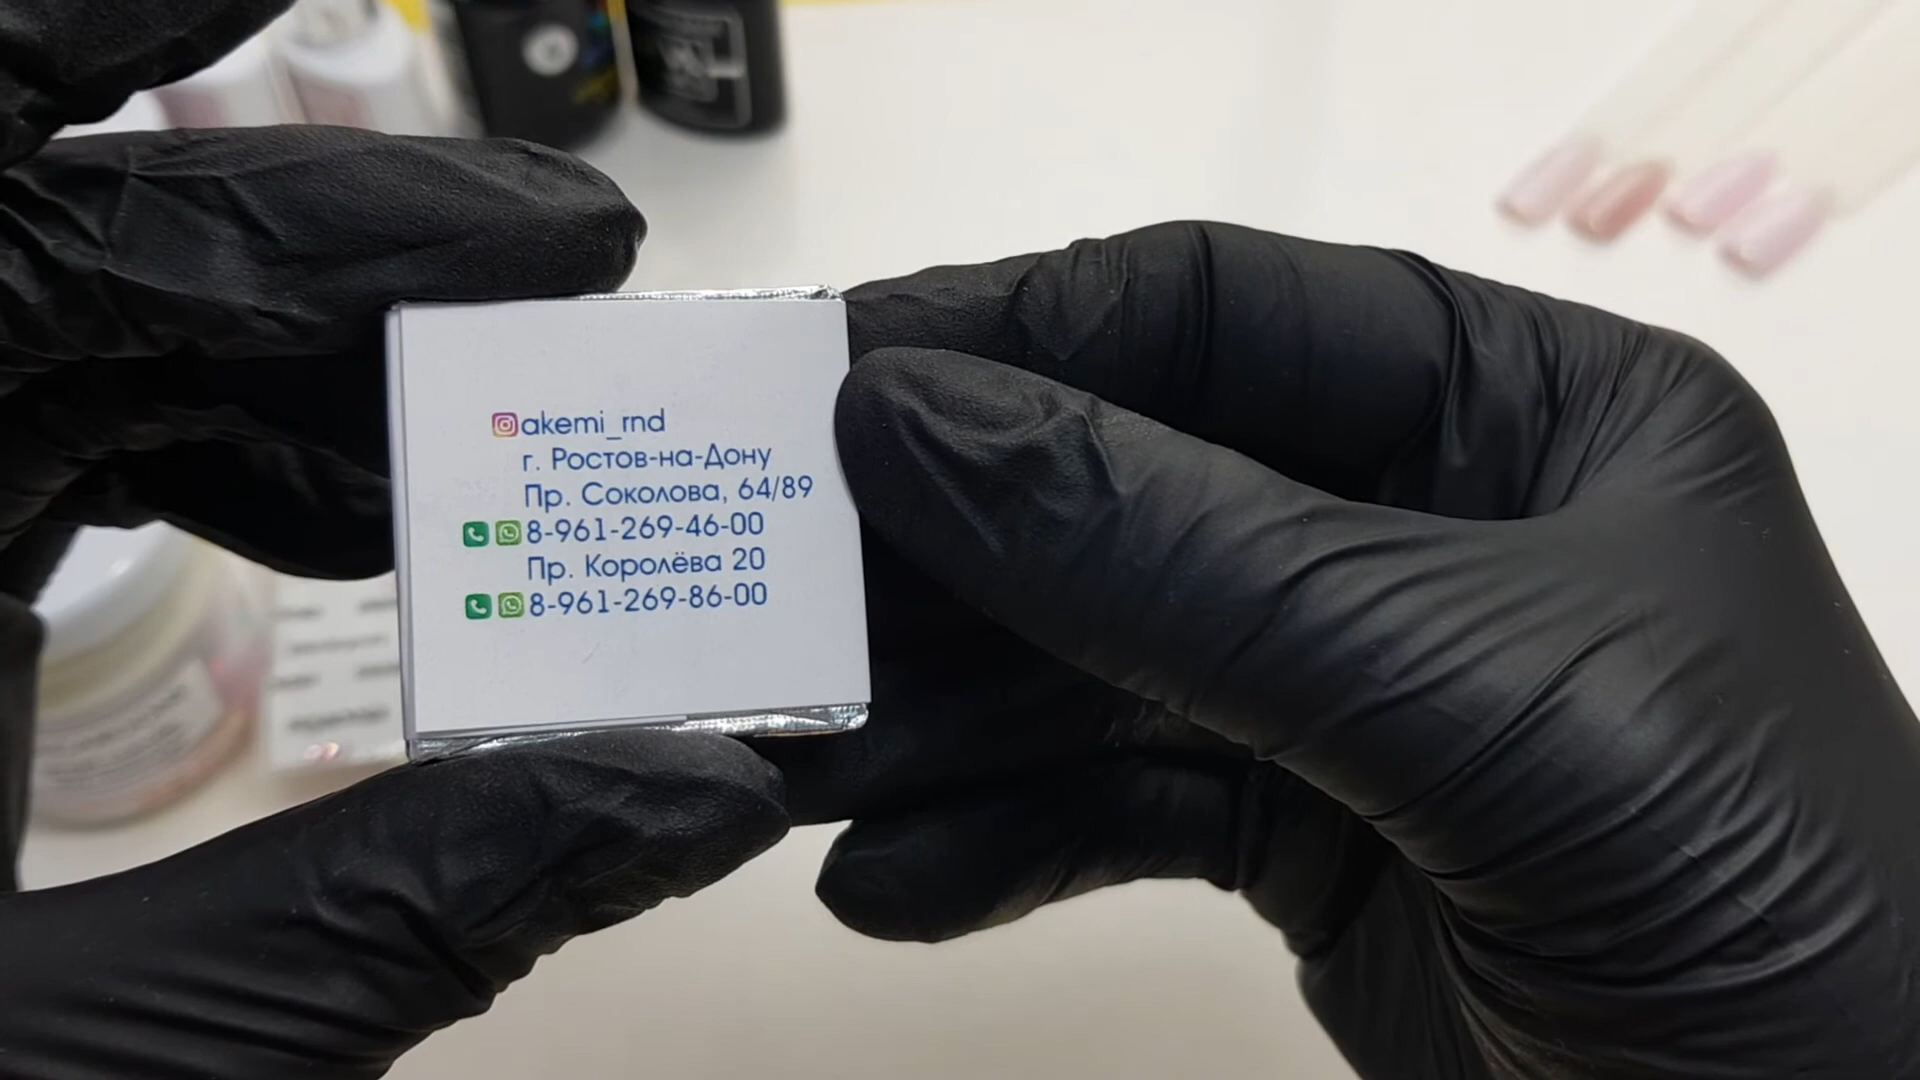 akemi_rnd
г. Ростов-на-Дону
Пр. Соколова, 64/89
8-961-269-46-00
Пр. Королёва 20
8-961-269-86-00